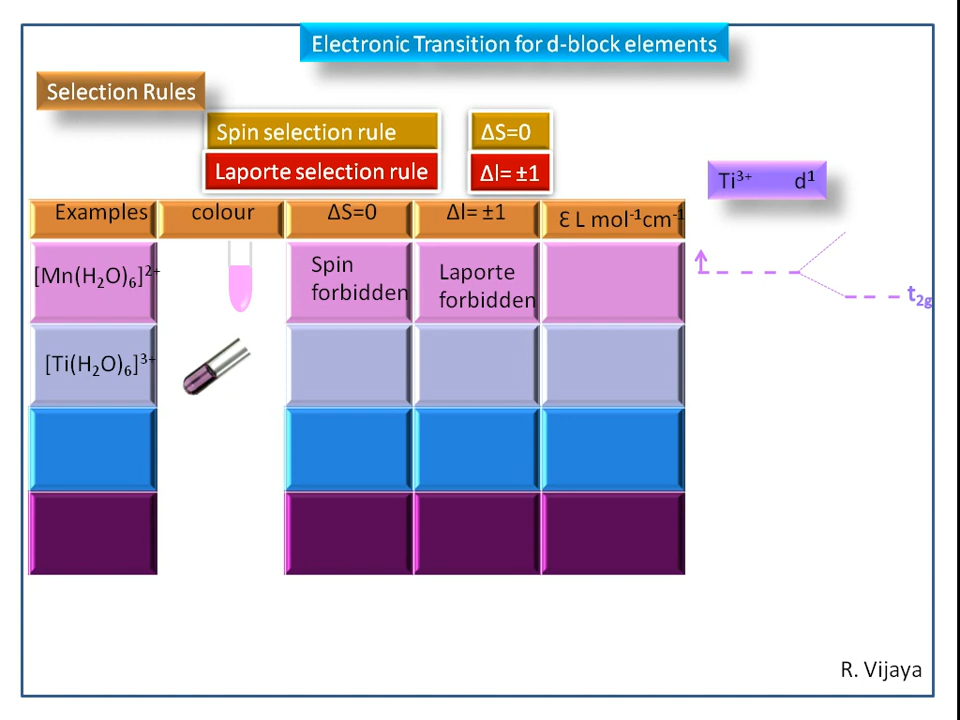 Electronic Transition for d-block elements
Selection Rules
Spin selection rule ΔS=0
Laporte selection rule Δl= ±1
Ti³⁺ d¹
Examples colour ΔS=0 Δl= ±1 Ɛ L mol⁻¹cm⁻¹
[Mn(H₂O)₆]²⁺ Spin forbidden Laporte forbidden
t₂g
[Ti(H₂O)₆]³⁺
R. Vijaya